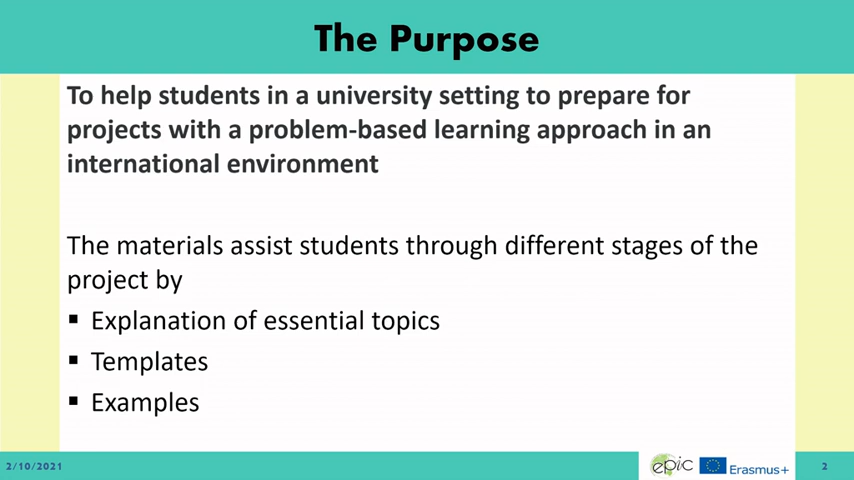 The Purpose
To help students in a university setting to prepare for
projects with a problem-based learning approach in an
international environment
The materials assist students through different stages of the
project by
▪ Explanation of essential topics
▪ Templates
▪ Examples
2/10/2021
epic
Erasmus+
2